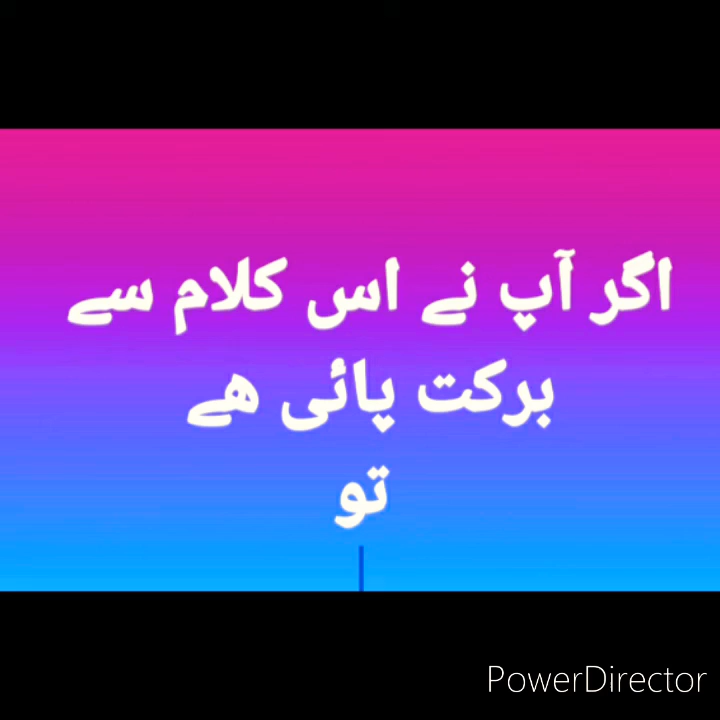 اگر آپ نے اس کلام سے
برکت پائی ھے
تو
PowerDirector